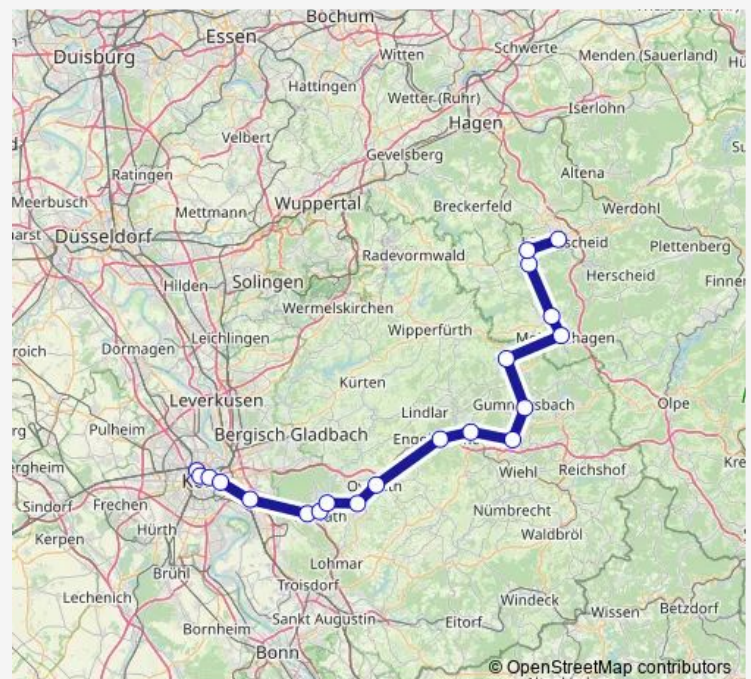 Bochum
Essen
Duisburg
Witten
Schwerte
Menden (Sauerland)
Hattingen
Wetter (Ruhr)
Iserlohn
Hagen
Velbert
Gevelsberg
Ratingen
Altena
Meerbusch
Mettmann
Wuppertal
Breckerfeld
Werdohl
Düsseldorf
Radevormwald
Plettenberg
Hilden
Solingen
Herscheid
Wermelskirchen
Dormagen
Leichlingen
Wipperfürth
Kürten
Leverkusen
Lindlar
Olpe
Pulheim
Bergisch Gladbach
Wiehl
Reichshof
Sindorf
Frechen
Hürth
Nümbrecht
Kerpen
Waldbröl
Lohmar
Brühl
Troisdorf
Lechenich
Windeck
Wissen
Betzdorf
Bornheim
Sankt Augustin
Eitorf
Bonn
© OpenStreetMap contributors